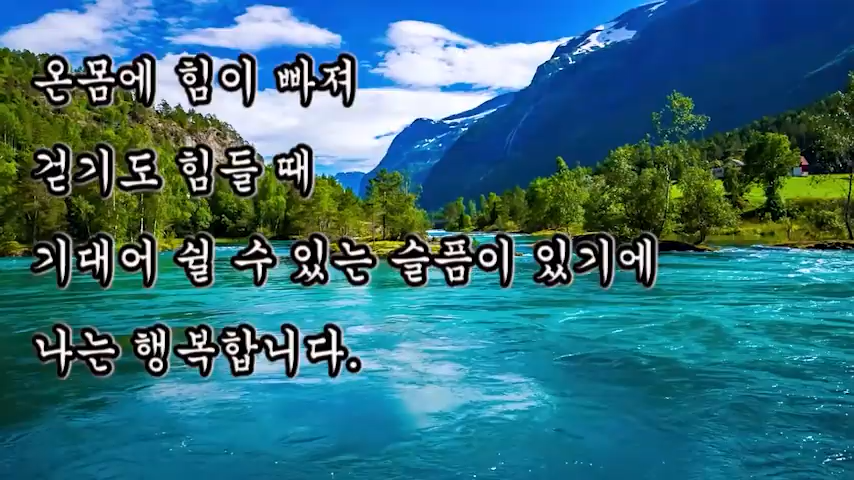 온몸에 힘이 빠져
걷기도 힘들 때
기대어 쉴 수 있는 슬픔이 있기에
나는 행복합니다.